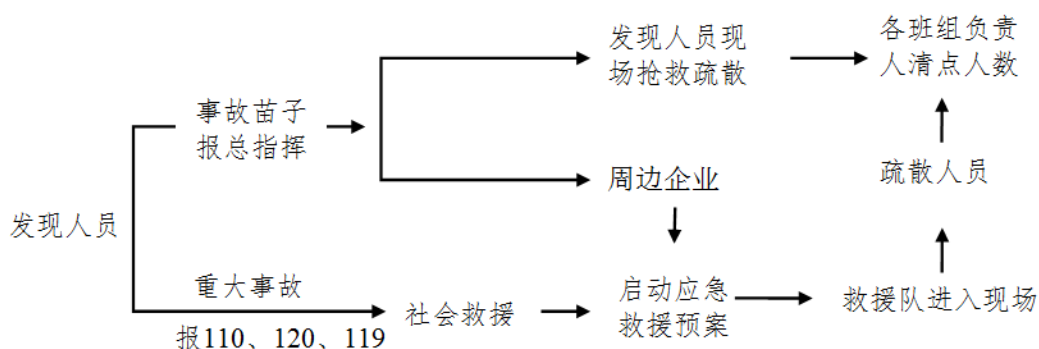 发现人员现
场抢救疏散
各班组负责
人清点人数
事故苗子
报总指挥
周边企业
疏散人员
发现人员
重大事故
报110、120、119
社会救援
启动应急
救援预案
救援队进入现场